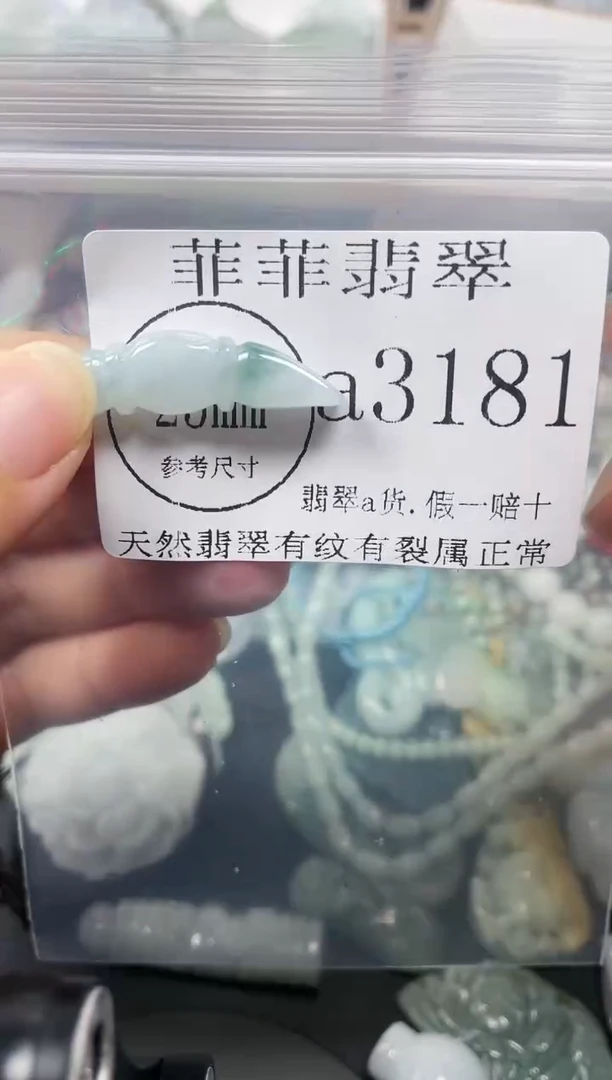 菲菲翡翠
a3181
参考尺寸
翡翠a货.假一赔十
天然翡翠有纹有裂属正常